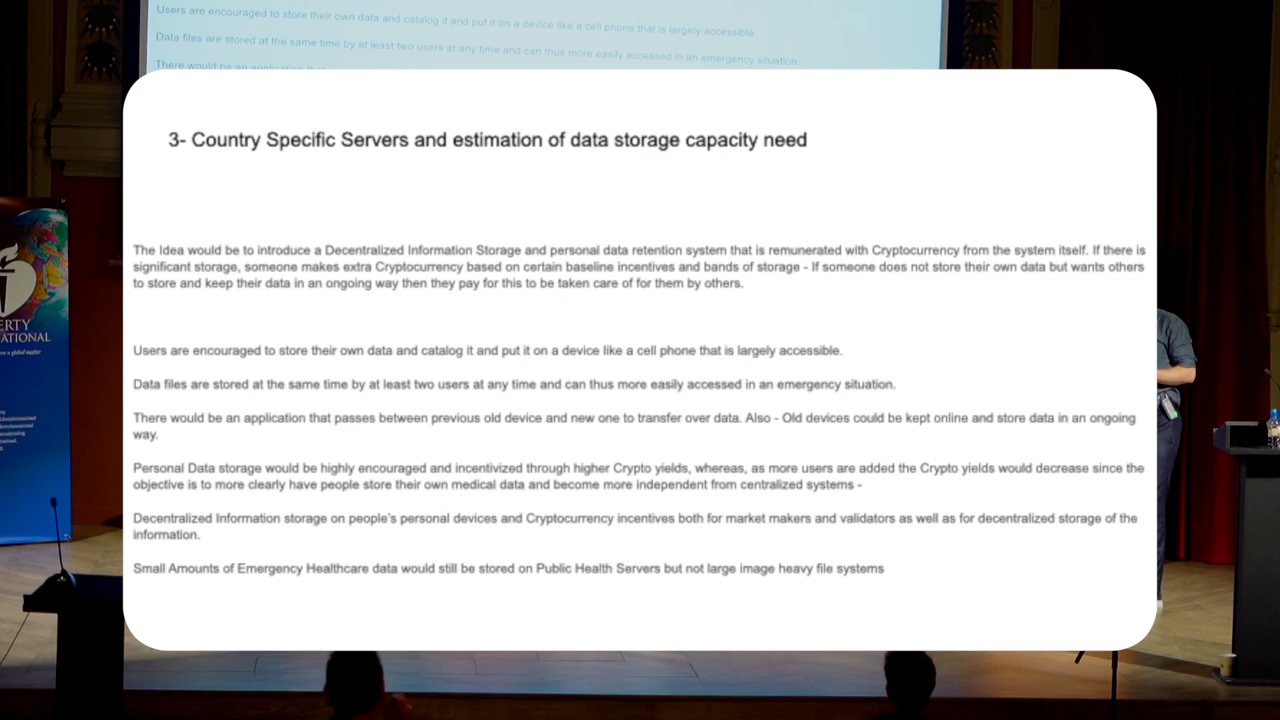 Users are encouraged to store their own data and catalog it and put it on a device like a cell phone that is largely accessible.
Data files are stored at the same time by at least two users at any time and can thus more easily accessed in an emergency situation.
There would be an application that
3- Country Specific Servers and estimation of data storage capacity need
The Idea would be to introduce a Decentralized Information Storage and personal data retention system that is remunerated with Cryptocurrency from the system itself. If there is
significant storage, someone makes extra Cryptocurrency based on certain baseline incentives and bands of storage - If someone does not store their own data but wants others
to store and keep their data in an ongoing way then they pay for this to be taken care of for them by others.
Users are encouraged to store their own data and catalog it and put it on a device like a cell phone that is largely accessible.
Data files are stored at the same time by at least two users at any time and can thus more easily accessed in an emergency situation.
There would be an application that passes between previous old device and new one to transfer over data. Also - Old devices could be kept online and store data in an ongoing
way.
Personal Data storage would be highly encouraged and incentivized through higher Crypto yields, whereas, as more users are added the Crypto yields would decrease since the
objective is to more clearly have people store their own medical data and become more independent from centralized systems -
Decentralized Information storage on people's personal devices and Cryptocurrency incentives both for market makers and validators as well as for decentralized storage of the
information.
Small Amounts of Emergency Healthcare data would still be stored on Public Health Servers but not large image heavy file systems
ERTY
ATIONAL
a global matter